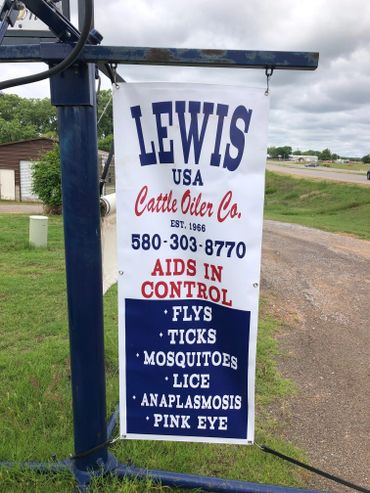 LEWIS
USA
Cattle Oiler Co.
EST. 1966
580-303-8770
AIDS IN
CONTROL
· FLYS
· TICKS
· MOSQUITOES
· LICE
· ANAPLASMOSIS
· PINK EYE